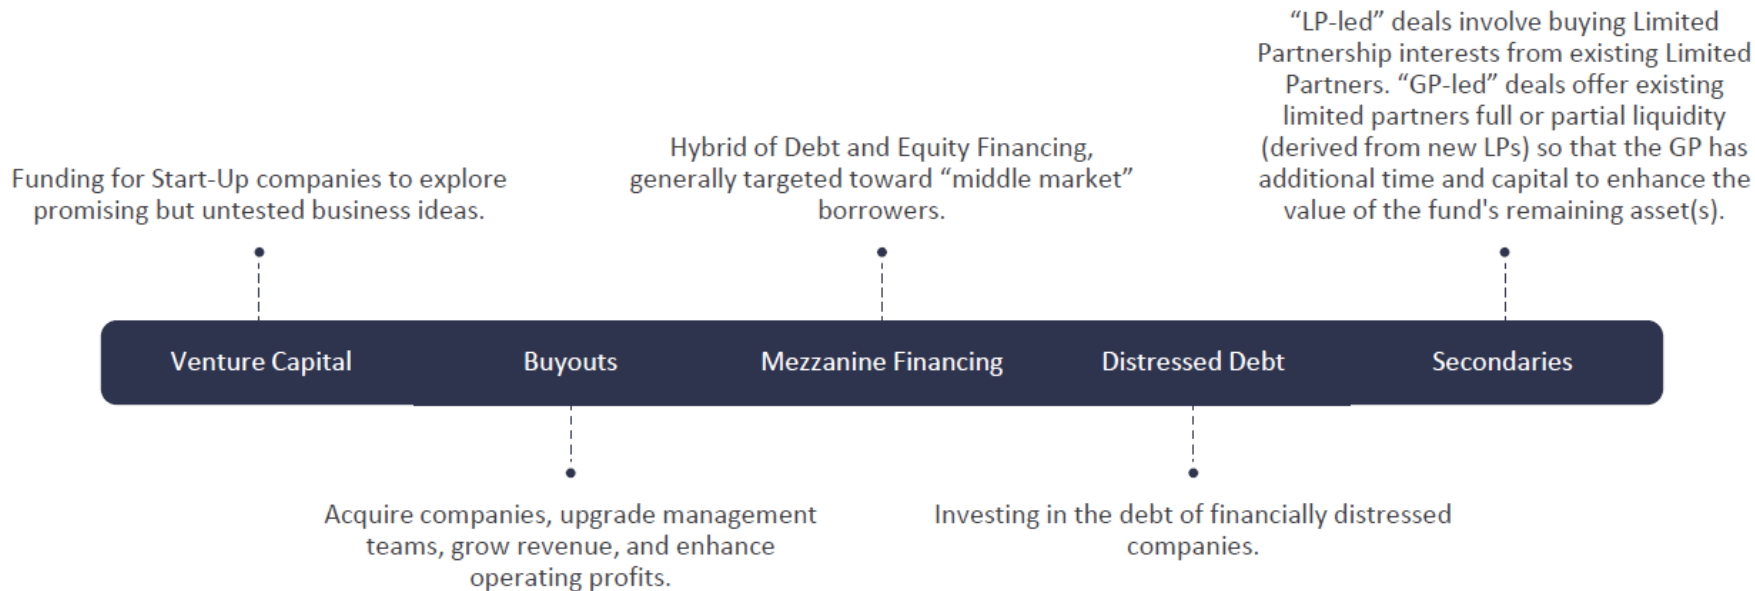 “LP-led” deals involve buying Limited
Partnership interests from existing Limited
Partners. “GP-led” deals offer existing
limited partners full or partial liquidity
(derived from new LPs) so that the GP has
additional time and capital to enhance the
value of the fund's remaining asset(s).
Hybrid of Debt and Equity Financing,
generally targeted toward “middle market”
borrowers.
Funding for Start-Up companies to explore
promising but untested business ideas.
Venture Capital
Buyouts
Mezzanine Financing
Distressed Debt
Secondaries
Acquire companies, upgrade management
teams, grow revenue, and enhance
operating profits.
Investing in the debt of financially distressed
companies.